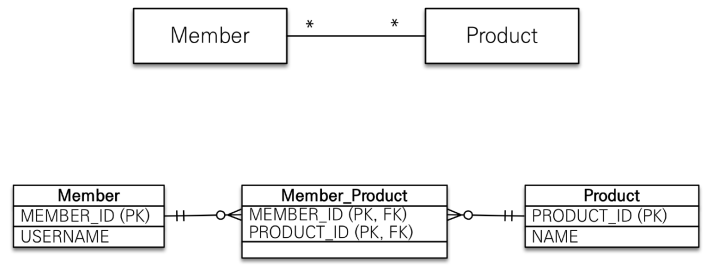 Member * * Product
Member
MEMBER_ID (PK)
USERNAME
Member_Product
MEMBER_ID (PK, FK)
PRODUCT_ID (PK, FK)
Product
PRODUCT_ID (PK)
NAME